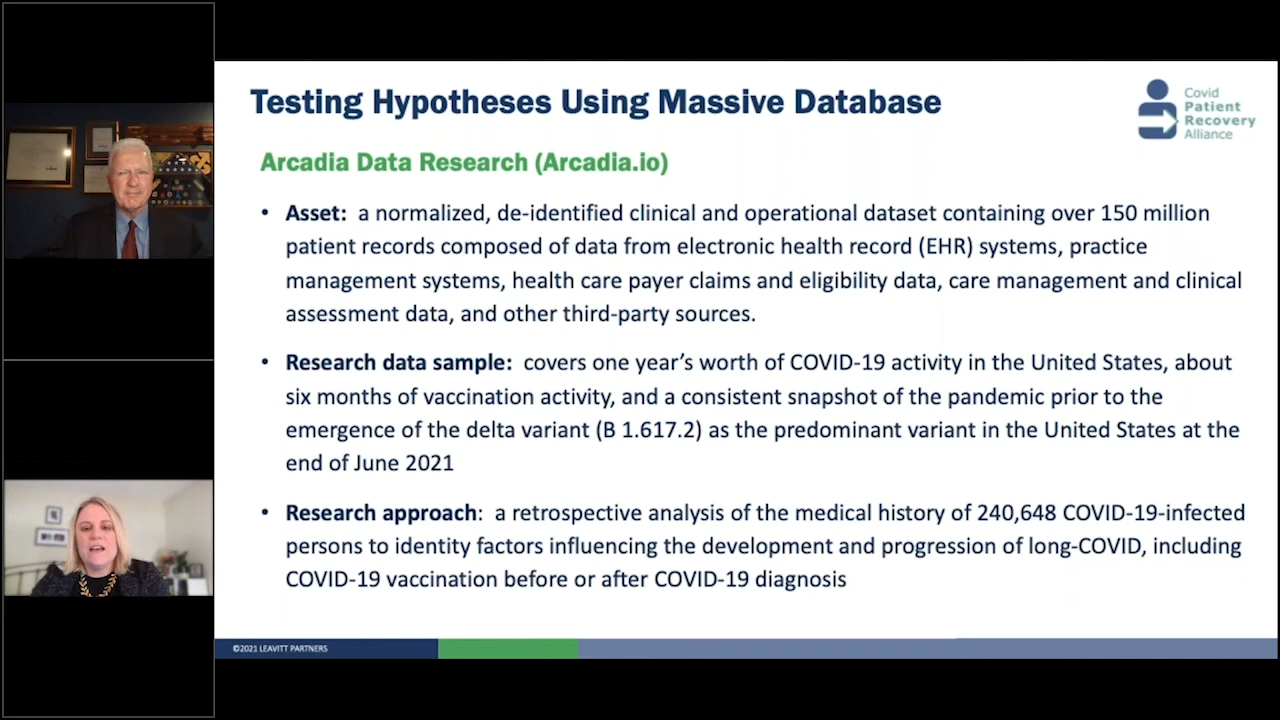 Testing Hypotheses Using Massive Database
Covid
Patient
Recovery
Alliance
Arcadia Data Research (Arcadia.io)
• Asset: a normalized, de-identified clinical and operational dataset containing over 150 million
patient records composed of data from electronic health record (EHR) systems, practice
management systems, health care payer claims and eligibility data, care management and clinical
assessment data, and other third-party sources.
• Research data sample: covers one year’s worth of COVID-19 activity in the United States, about
six months of vaccination activity, and a consistent snapshot of the pandemic prior to the
emergence of the delta variant (B 1.617.2) as the predominant variant in the United States at the
end of June 2021
• Research approach: a retrospective analysis of the medical history of 240,648 COVID-19-infected
persons to identity factors influencing the development and progression of long-COVID, including
COVID-19 vaccination before or after COVID-19 diagnosis
©2021 LEAVITT PARTNERS